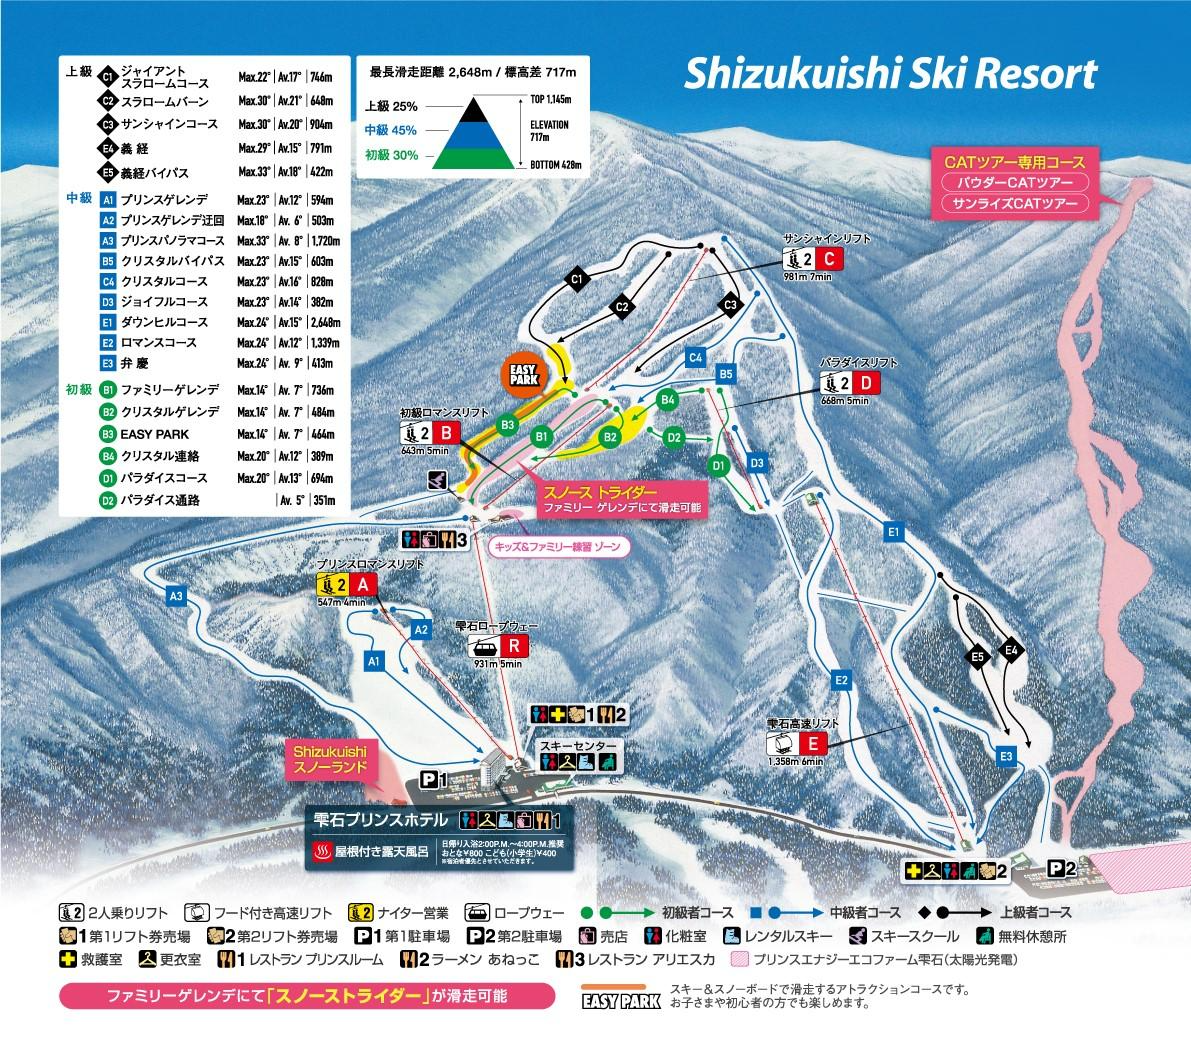 Shizukuishi Ski Resort
上級
C1 ジャイアントスラロームコース Max.22° Av.17° 746m
C2 スラロームバーン Max.30° Av.21° 648m
C3 サンシャインコース Max.30° Av.20° 904m
E4 義経 Max.29° Av.15° 791m
E5 義経バイパス Max.33° Av.18° 422m
中級
A1 プリンスゲレンデ Max.23° Av.12° 594m
A2 プリンスゲレンデ迂回 Max.18° Av. 6° 503m
A3 プリンスパノラマコース Max.33° Av. 8° 1,720m
B5 クリスタルバイパス Max.23° Av.15° 603m
C4 クリスタルコース Max.23° Av.16° 828m
D3 ジョイフルコース Max.23° Av.14° 382m
E1 ダウンヒルコース Max.24° Av.15° 2,648m
E2 ロマンスコース Max.24° Av.12° 1,339m
E3 弁慶 Max.24° Av. 9° 413m
初級
B1 ファミリーゲレンデ Max.14° Av. 7° 736m
B2 クリスタルゲレンデ Max.14° Av. 7° 484m
B3 EASY PARK Max.14° Av. 7° 464m
B4 クリスタル連絡 Max.20° Av.12° 389m
D1 パラダイスコース Max.20° Av.13° 694m
D2 パラダイス通路 Av. 5° 351m
最長滑走距離 2,648m / 標高差 717m
上級 25%
中級 45%
初級 30%
TOP 1,145m
ELEVATION
717m
BOTTOM 428m
CATツアー専用コース
パウダーCATツアー
サンライズCATツアー
サンシャインリフト
2 C
981m 7min
C1
C2
C3
C4
B5
EASY
PARK
パラダイスリフト
2 D
668m 5min
初級ロマンスリフト
2 B
643m 5min
B3
B1
B2
B4
D2
D1
D3
スノーストライダー
ファミリーゲレンデにて滑走可能
キッズ&ファミリー練習 ゾーン
3
E1
A3
プリンスロマンスリフト
2 A
547m 4min
A2
A1
雫石ロープウェー
R
931m 5min
E5
E4
E2
E3
雫石高速リフト
E
1,358m 6min
1 2
スキーセンター
Shizukuishi
スノーランド
P1
雫石プリンスホテル 1
屋根付き露天風呂
日帰り入浴2:00P.M.〜4:00P.M.推奨
おとな¥800 こども(小学生)¥400
※宿泊者優先とさせていただきます。
2
P2
2 2人乗りリフト フード付き高速リフト 2 ナイター営業 ロープウェー 初級者コース 中級者コース 上級者コース
1 第1リフト券売場 2 第2リフト券売場 P1 第1駐車場 P2 第2駐車場 売店 化粧室 レンタルスキー スキースクール 無料休憩所
救護室 更衣室 1 レストラン プリンスルーム 2 ラーメン あねっこ 3 レストラン アリエスカ プリンスエナジーエコファーム雫石(太陽光発電)
ファミリーゲレンデにて「スノーストライダー」が滑走可能
EASY PARK
スキー&スノーボードで滑走するアトラクションコースです。
お子さまや初心者の方でも楽しめます。